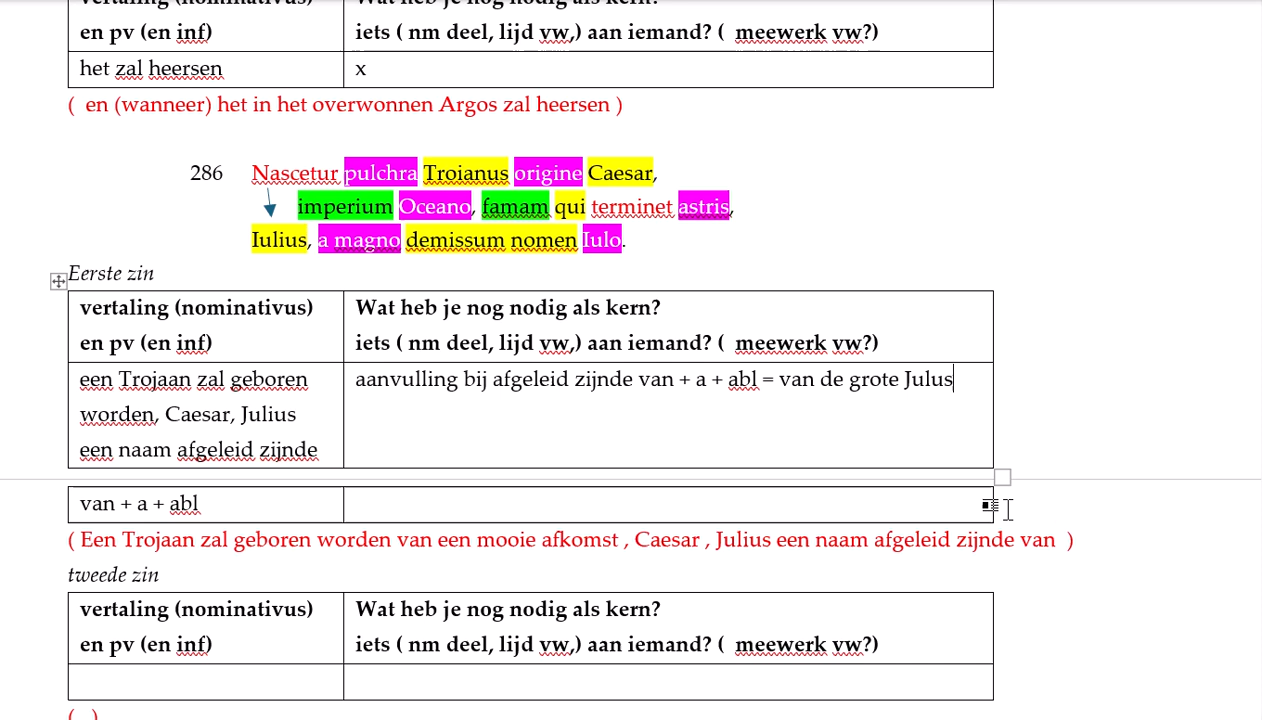 vertaling (nominativus) Wat heb je nog nodig als kern?
en pv (en inf) iets ( nm deel, lijd vw,) aan iemand? (  meewerk vw?)
het zal heersen x
(  en (wanneer) het in het overwonnen Argos zal heersen )
286 Nascetur pulchra Troianus origine Caesar,
imperium Oceano, famam qui terminet astris,
Iulius, a magno demissum nomen Iulo.
Eerste zin
vertaling (nominativus) Wat heb je nog nodig als kern?
en pv (en inf) iets ( nm deel, lijd vw,) aan iemand? (  meewerk vw?)
een Trojaan zal geboren aanvulling bij afgeleid zijnde van + a + abl = van de grote Julus
worden, Caesar, Julius
een naam afgeleid zijnde
van + a + abl
( Een Trojaan zal geboren worden van een mooie afkomst , Caesar , Julius een naam afgeleid zijnde van  )
tweede zin
vertaling (nominativus) Wat heb je nog nodig als kern?
en pv (en inf) iets ( nm deel, lijd vw,) aan iemand? (  meewerk vw?)
(   )